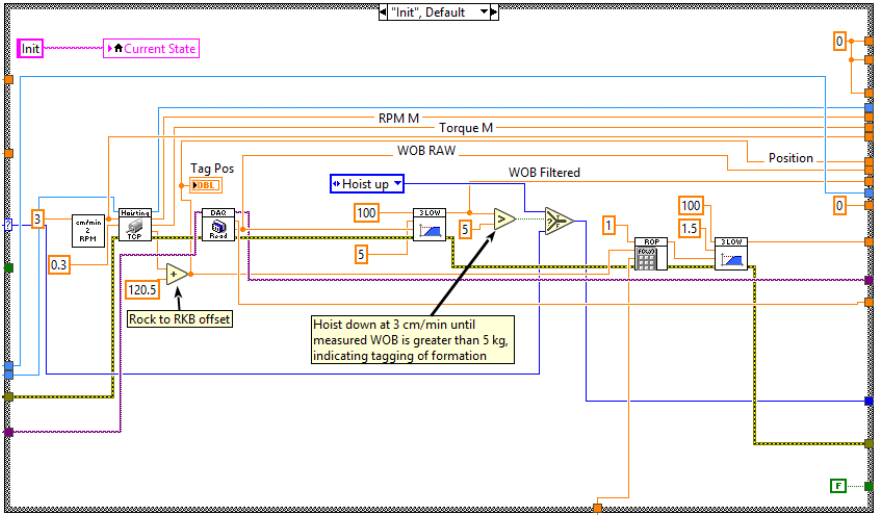 "Init", Default
0
Init
Current State
RPM M
Torque M
WOB RAW
Position
Tag Pos
DBL
WOB Filtered
Hoist up
3
cm/min
2
RPM
Hoisting
TCP
DAQ
Read
100
3 LOW
5
>
5
1
ROP
100
1.5
3 LOW
0
0.3
+
120.5
Rock to RKB offset
Hoist down at 3 cm/min until
measured WOB is greater than 5 kg,
indicating tagging of formation
F